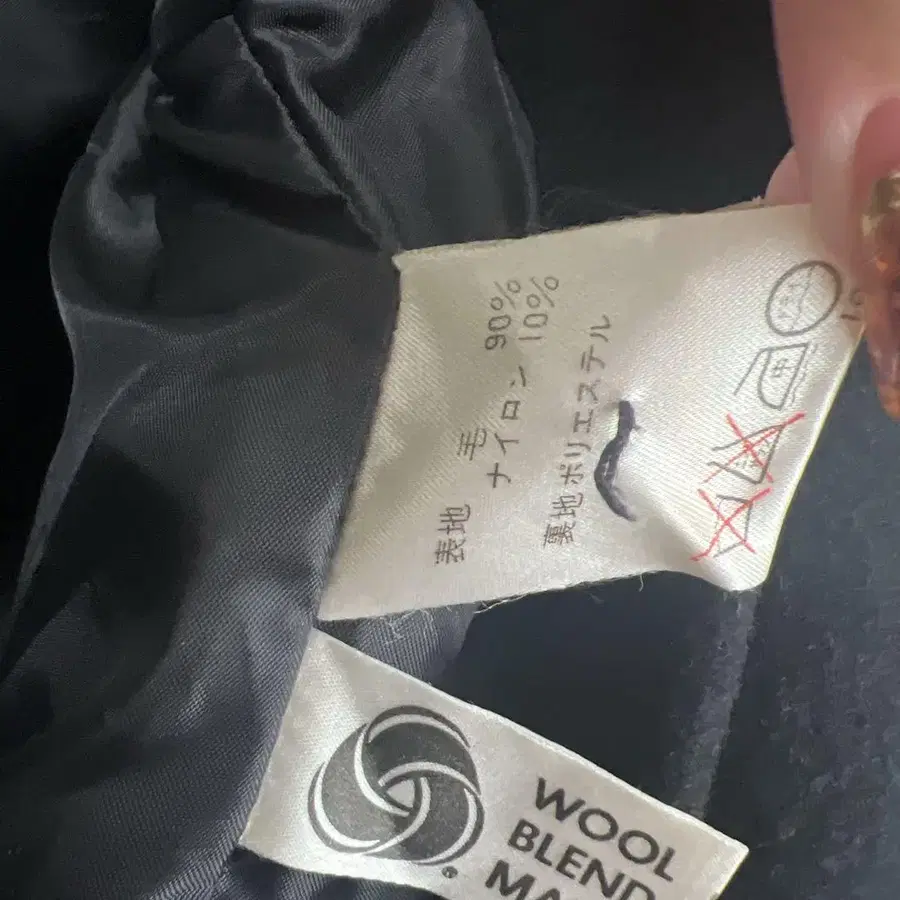 表地 毛 90%
ナイロン 10%
裏地 ポリエステル
中
WOOL
BLEND